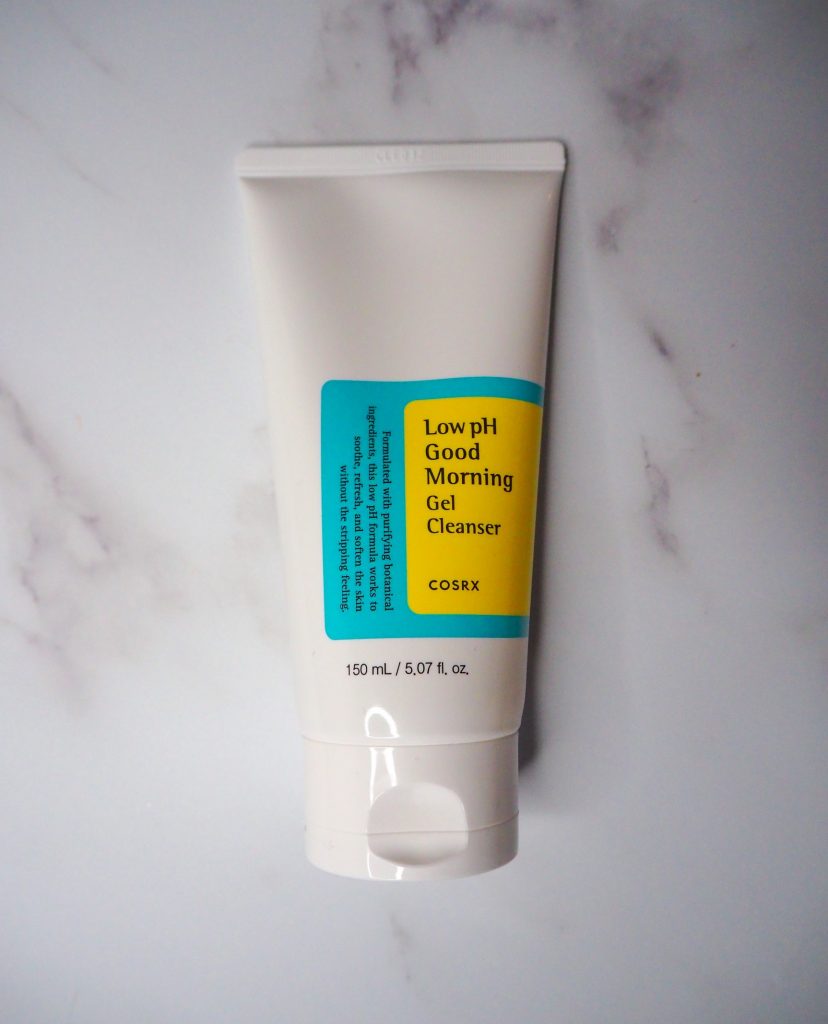 Low pH
Good
Morning
Gel
Cleanser
COSRX
Formulated with purifying botanical
ingredients, this low pH formula works to
soothe, refresh, and soften the skin
without the stripping feeling.
150 mL / 5.07 fl. oz.